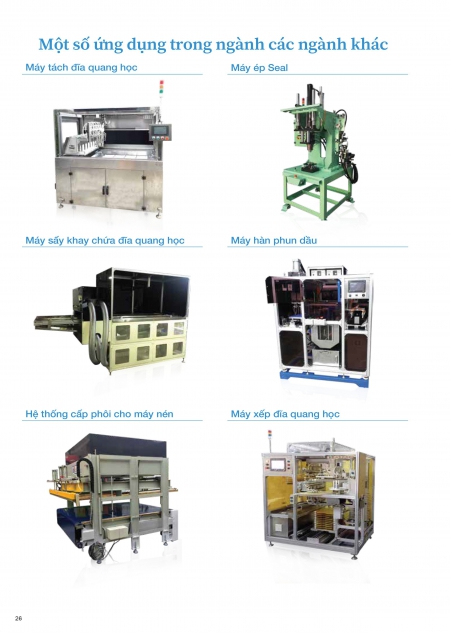 Một số ứng dụng trong ngành các ngành khác
Máy tách đĩa quang học
Máy ép Seal
Máy sấy khay chứa đĩa quang học
Máy hàn phun dầu
Hệ thống cấp phôi cho máy nén
Máy xếp đĩa quang học
26